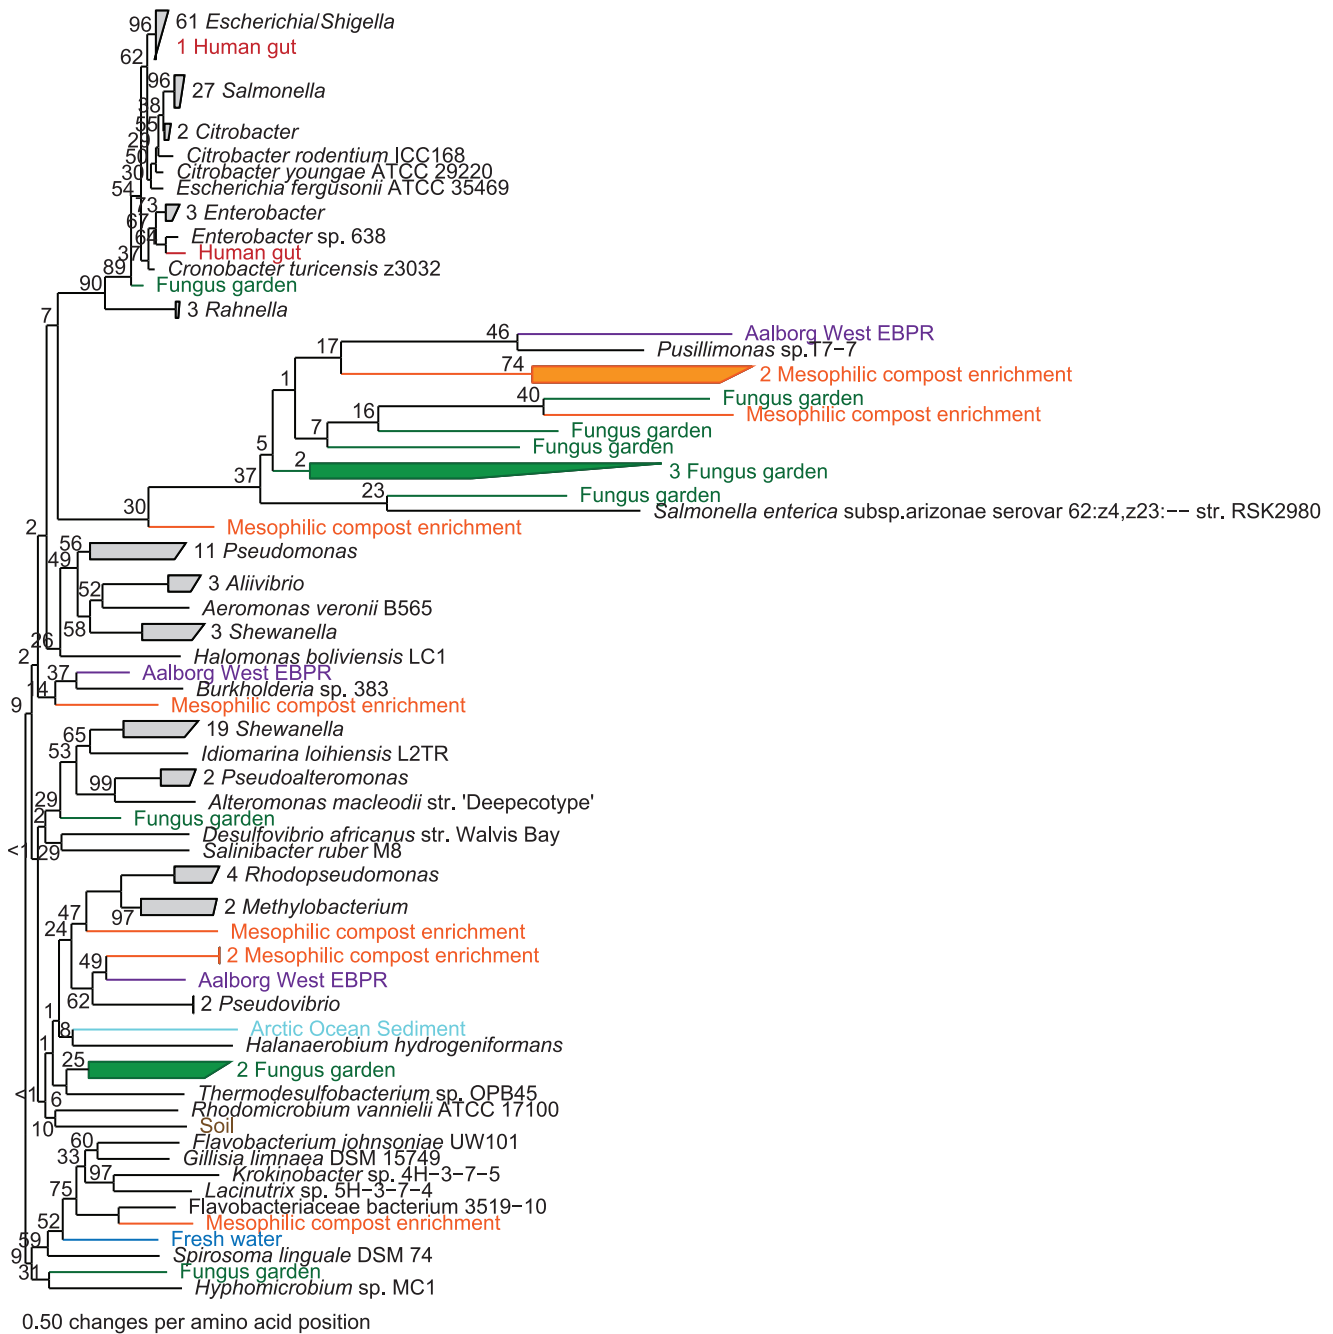 96 61 Escherichia/Shigella
1 Human gut
62
96 27 Salmonella
38
55 2 Citrobacter
29
50 Citrobacter rodentium ICC168
30 Citrobacter youngae ATCC 29220
54 Escherichia fergusonii ATCC 35469
73 3 Enterobacter
67
64 Enterobacter sp. 638
37 Human gut
89 Cronobacter turicensis z3032
90 Fungus garden
3 Rahnella
7
46 Aalborg West EBPR
17 Pusillimonas sp.T7−7
74 2 Mesophilic compost enrichment
1
40 Fungus garden
16 Mesophilic compost enrichment
7 Fungus garden
5 Fungus garden
2 3 Fungus garden
37
23 Fungus garden
30 Salmonella enterica subsp.arizonae serovar 62:z4,z23:−− str. RSK2980
2 Mesophilic compost enrichment
56 11 Pseudomonas
49
52 3 Aliivibrio
Aeromonas veronii B565
58 3 Shewanella
26
2 Halomonas boliviensis LC1
37 Aalborg West EBPR
14 Burkholderia sp. 383
9 Mesophilic compost enrichment
65 19 Shewanella
53 Idiomarina loihiensis L2TR
99 2 Pseudoalteromonas
29 Alteromonas macleodii str. 'Deepecotype'
2 Fungus garden
Desulfovibrio africanus str. Walvis Bay
<1 29 Salinibacter ruber M8
4 Rhodopseudomonas
47 97 2 Methylobacterium
24 Mesophilic compost enrichment
49 2 Mesophilic compost enrichment
Aalborg West EBPR
62 2 Pseudovibrio
1
8 Arctic Ocean Sediment
1 Halanaerobium hydrogeniformans
25 2 Fungus garden
<1 Thermodesulfobacterium sp. OPB45
6 Rhodomicrobium vannielii ATCC 17100
10 Soil
60 Flavobacterium johnsoniae UW101
33 Gillisia limnaea DSM 15749
97 Krokinobacter sp. 4H−3−7−5
75 Lacinutrix sp. 5H−3−7−4
Flavobacteriaceae bacterium 3519−10
52 Mesophilic compost enrichment
59 Fresh water
9 Spirosoma linguale DSM 74
31 Fungus garden
Hyphomicrobium sp. MC1
0.50 changes per amino acid position